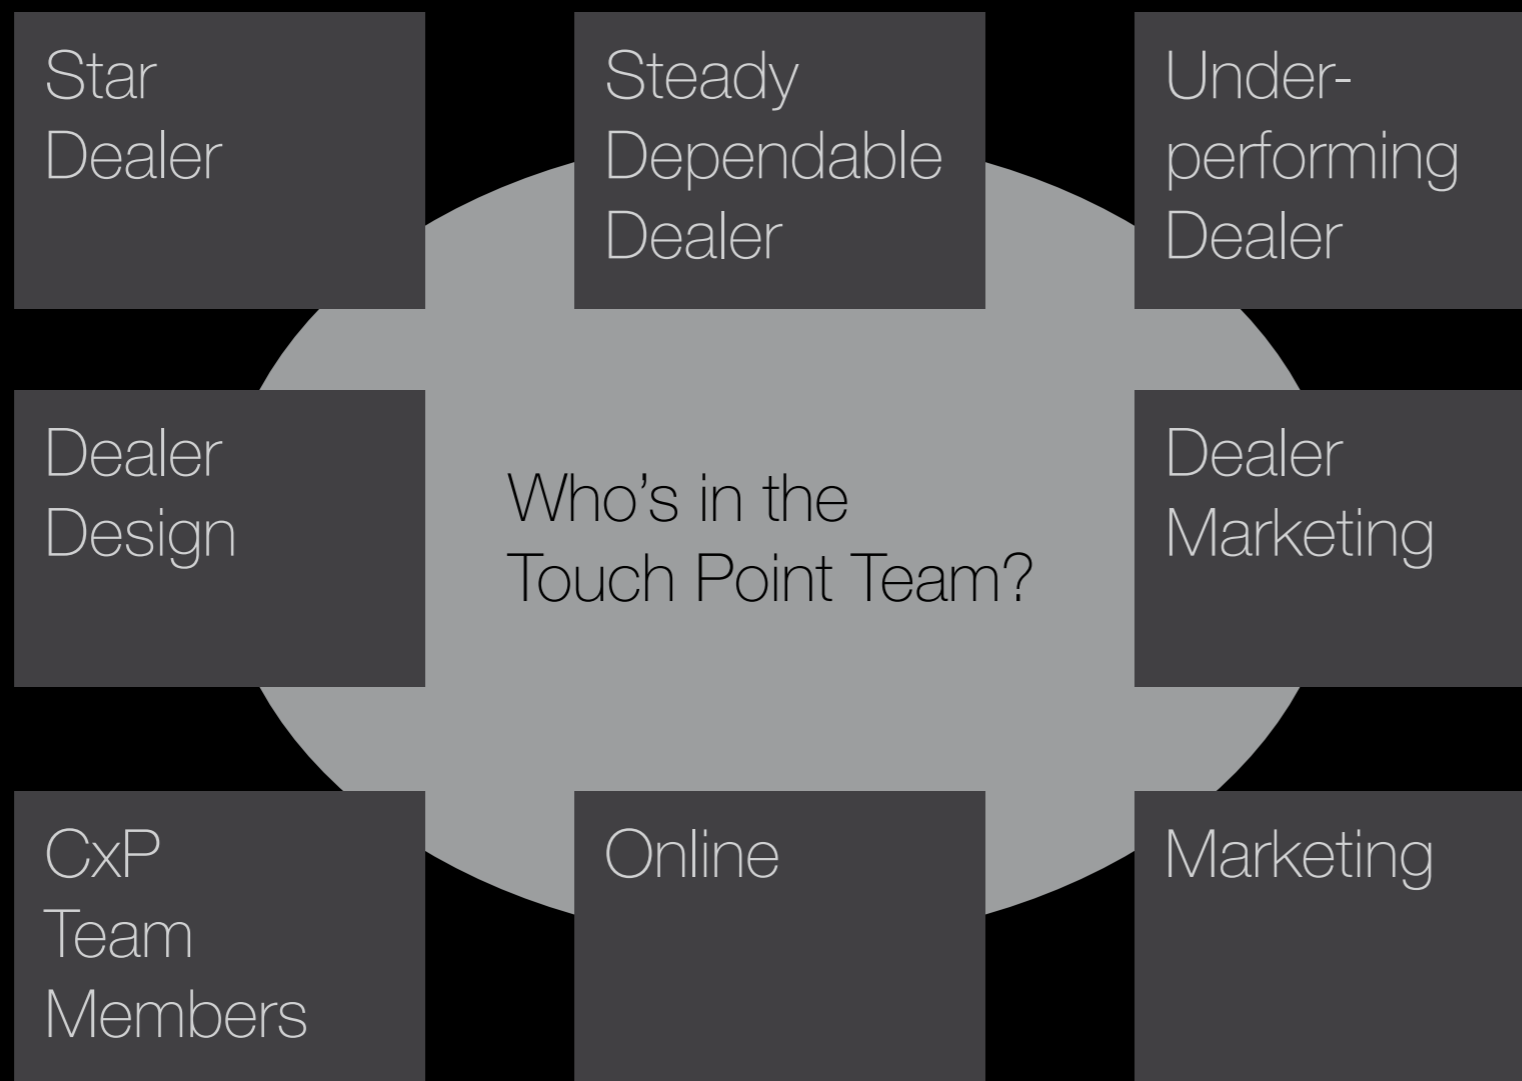 Star
Dealer
Steady
Dependable
Dealer
Under-
performing
Dealer
Dealer
Design
Who’s in the
Touch Point Team?
Dealer
Marketing
CxP
Team
Members
Online
Marketing